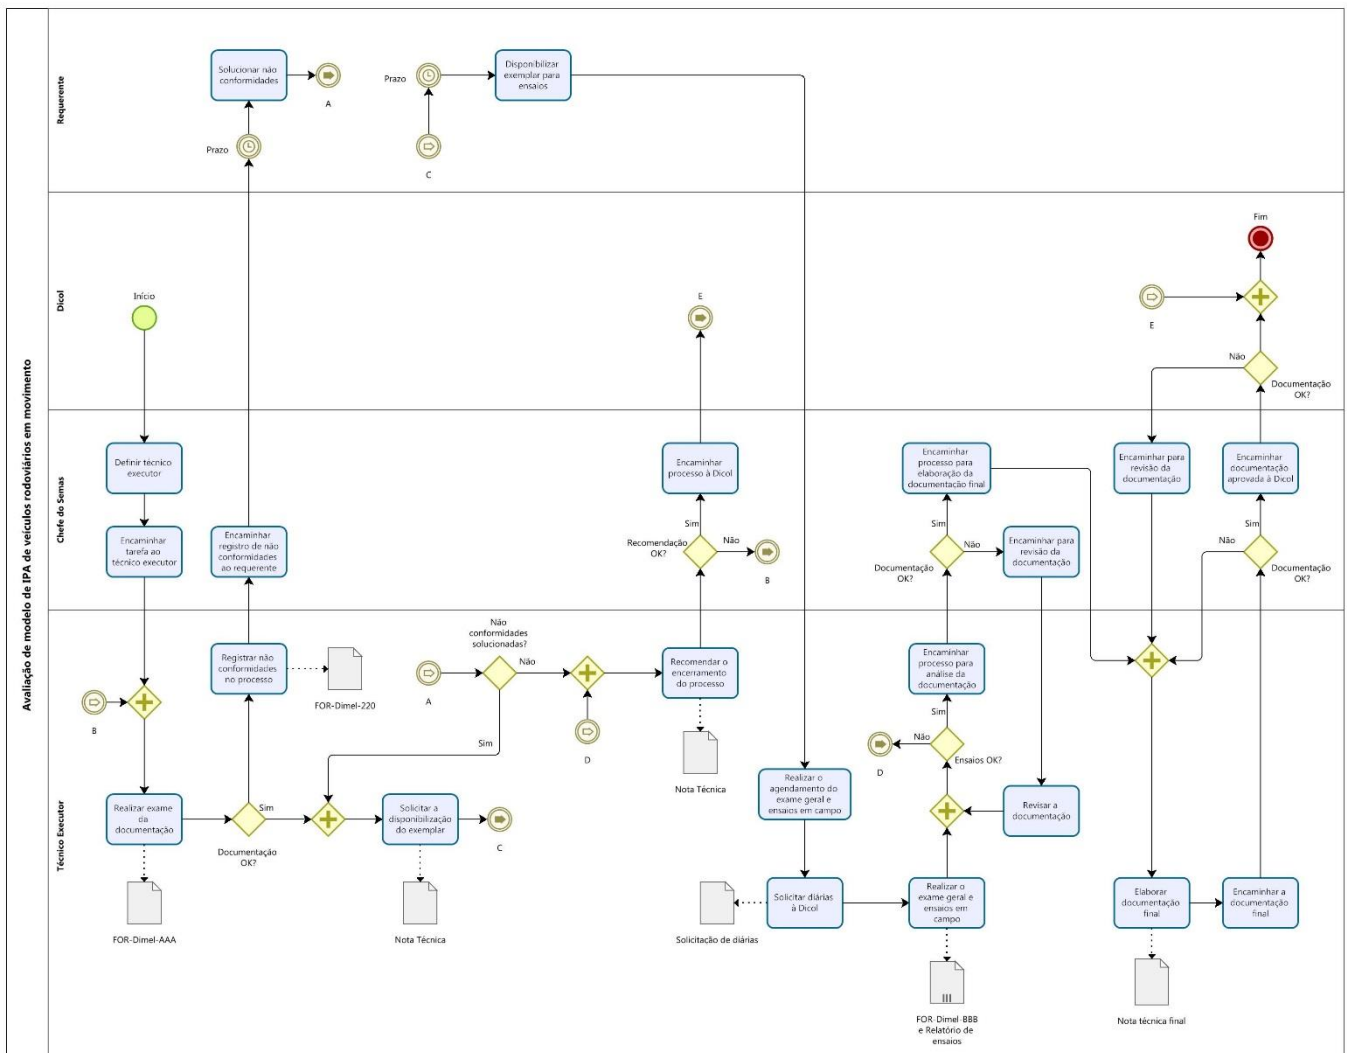 Avaliação de modelo de IPA de veículos rodoviários em movimento
Requerente
Solucionar não
conformidades
A
Prazo
Prazo
C
Disponibilizar
exemplar para
ensaios
Dicol
Início
E
Fim
E
Não
Documentação
OK?
Chefe do Semas
Definir técnico
executor
Encaminhar
tarefa ao
técnico executor
Encaminhar
registro de não
conformidades
ao requerente
Encaminhar
processo à Dicol
Sim
Recomendação
OK?
Não
B
Encaminhar
processo para
elaboração da
documentação final
Sim
Não
Documentação
OK?
Encaminhar para
revisão da
documentação
Encaminhar para
revisão da
documentação
Encaminhar
documentação
aprovada à Dicol
Sim
Não
Documentação
OK?
Técnico Executor
B
Realizar exame
da
documentação
FOR-Dimel-AAA
Registrar não
conformidades
no processo
FOR-Dimel-220
Sim
Documentação
OK?
Não
conformidades
solucionadas?
A
Não
Sim
D
Solicitar a
disponibilização
do exemplar
C
Nota Técnica
Recomendar o
encerramento
do processo
Nota Técnica
Realizar o
agendamento do
exame geral e
ensaios em campo
Solicitar diárias
à Dicol
Solicitação de diárias
Encaminhar
processo para
análise da
documentação
Sim
Não
D
Ensaios OK?
Revisar a
documentação
Realizar o
exame geral e
ensaios em
campo
FOR-Dimel-BBB
e Relatório de
ensaios
Elaborar
documentação
final
Encaminhar a
documentação
final
Nota técnica final